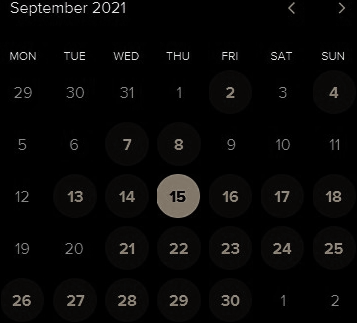 September 2021
MON TUE WED THU FRI SAT SUN
29 30 31 1 2 3 4
5 6 7 8 9 10 11
12 13 14 15 16 17 18
19 20 21 22 23 24 25
26 27 28 29 30 1 2